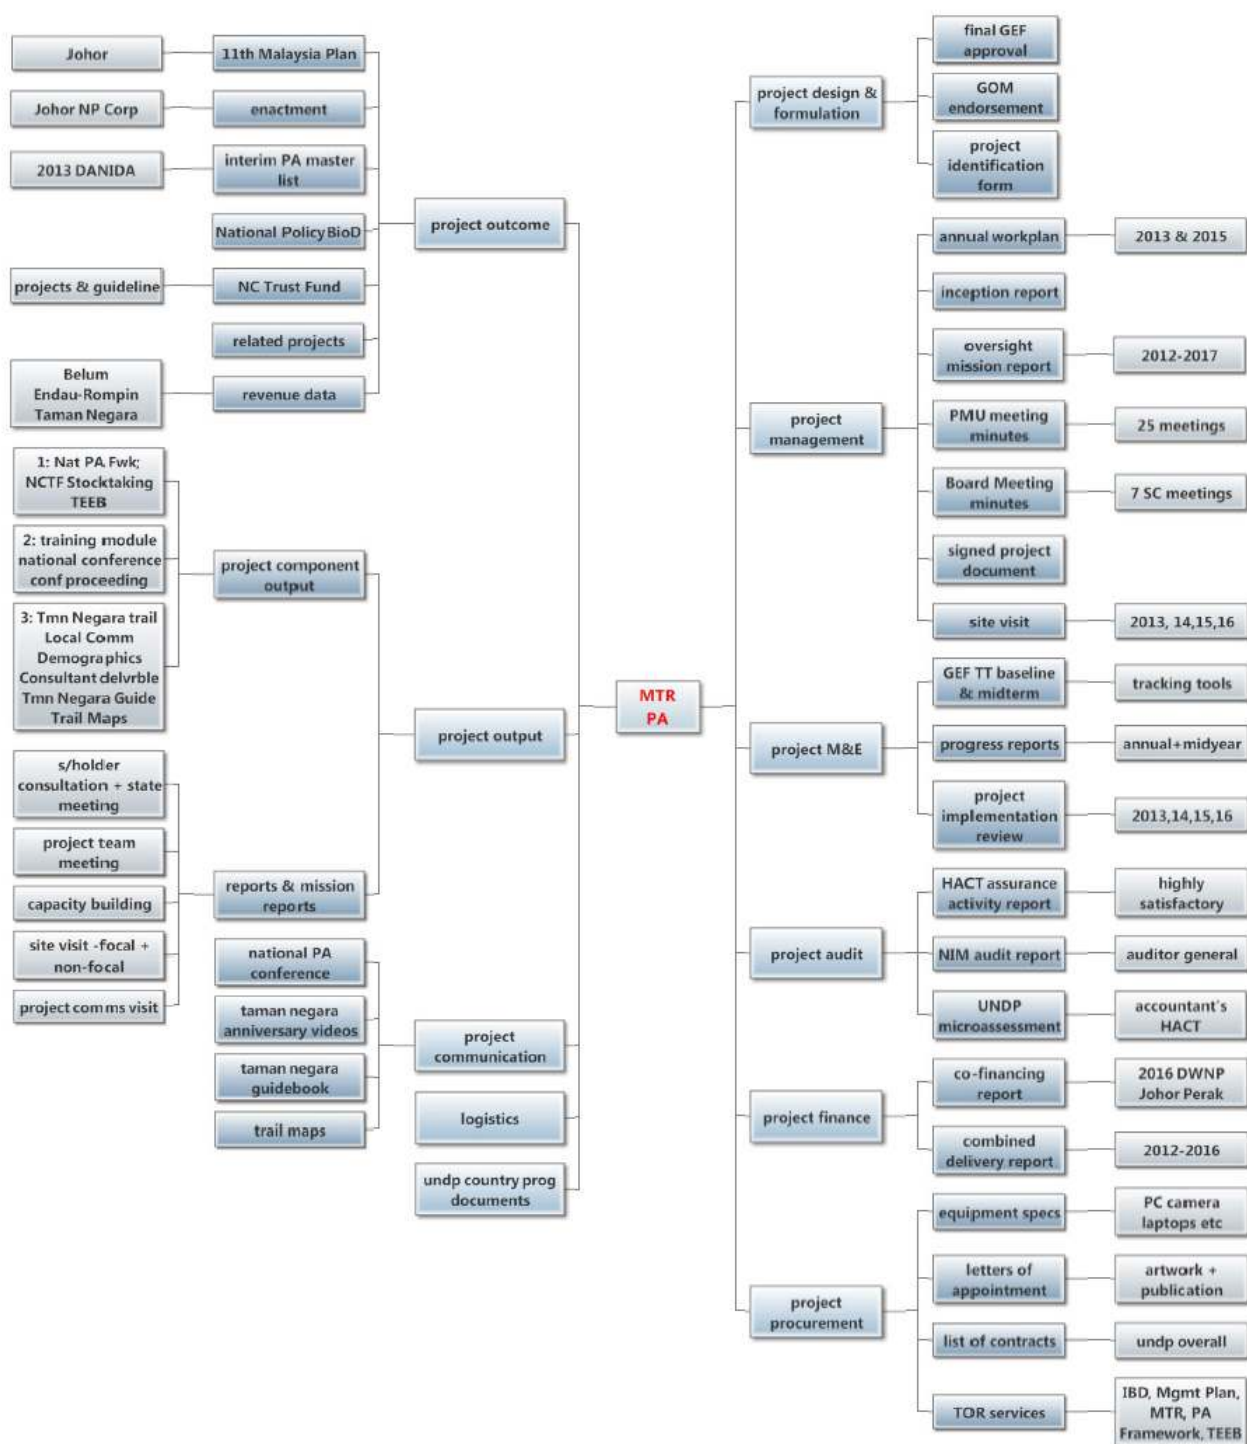 MTR
PA
project outcome
11th Malaysia Plan
Johor
enactment
Johor NP Corp
interim PA master
list
2013 DANIDA
National Policy BioD
NC Trust Fund
projects & guideline
related projects
revenue data
Belum
Endau-Rompin
Taman Negara
project output
project component
output
1: Nat PA Fwk;
NCTF Stocktaking
TEEB
2: training module
national conference
conf proceeding
3: Tmn Negara trail
Local Comm
Demographics
Consultant delvrble
Tmn Negara Guide
Trail Maps
reports & mission
reports
s/holder
consultation + state
meeting
project team
meeting
capacity building
site visit -focal +
non-focal
project comms visit
project
communication
national PA
conference
taman negara
anniversary videos
taman negara
guidebook
trail maps
logistics
undp country prog
documents
project design &
formulation
final GEF
approval
GOM
endorsement
project
identification
form
project
management
annual workplan
2013 & 2015
inception report
oversight
mission report
2012-2017
PMU meeting
minutes
25 meetings
Board Meeting
minutes
7 SC meetings
signed project
document
site visit
2013, 14,15,16
project M&E
GEF TT baseline
& midterm
tracking tools
progress reports
annual+midyear
project
implementation
review
2013,14,15,16
project audit
HACT assurance
activity report
highly
satisfactory
NIM audit report
auditor general
UNDP
microassessment
accountant's
HACT
project finance
co-financing
report
2016 DWNP
Johor Perak
combined
delivery report
2012-2016
project
procurement
equipment specs
PC camera
laptops etc
letters of
appointment
artwork +
publication
list of contracts
undp overall
TOR services
IBD, Mgmt Plan,
MTR, PA
Framework, TEEB